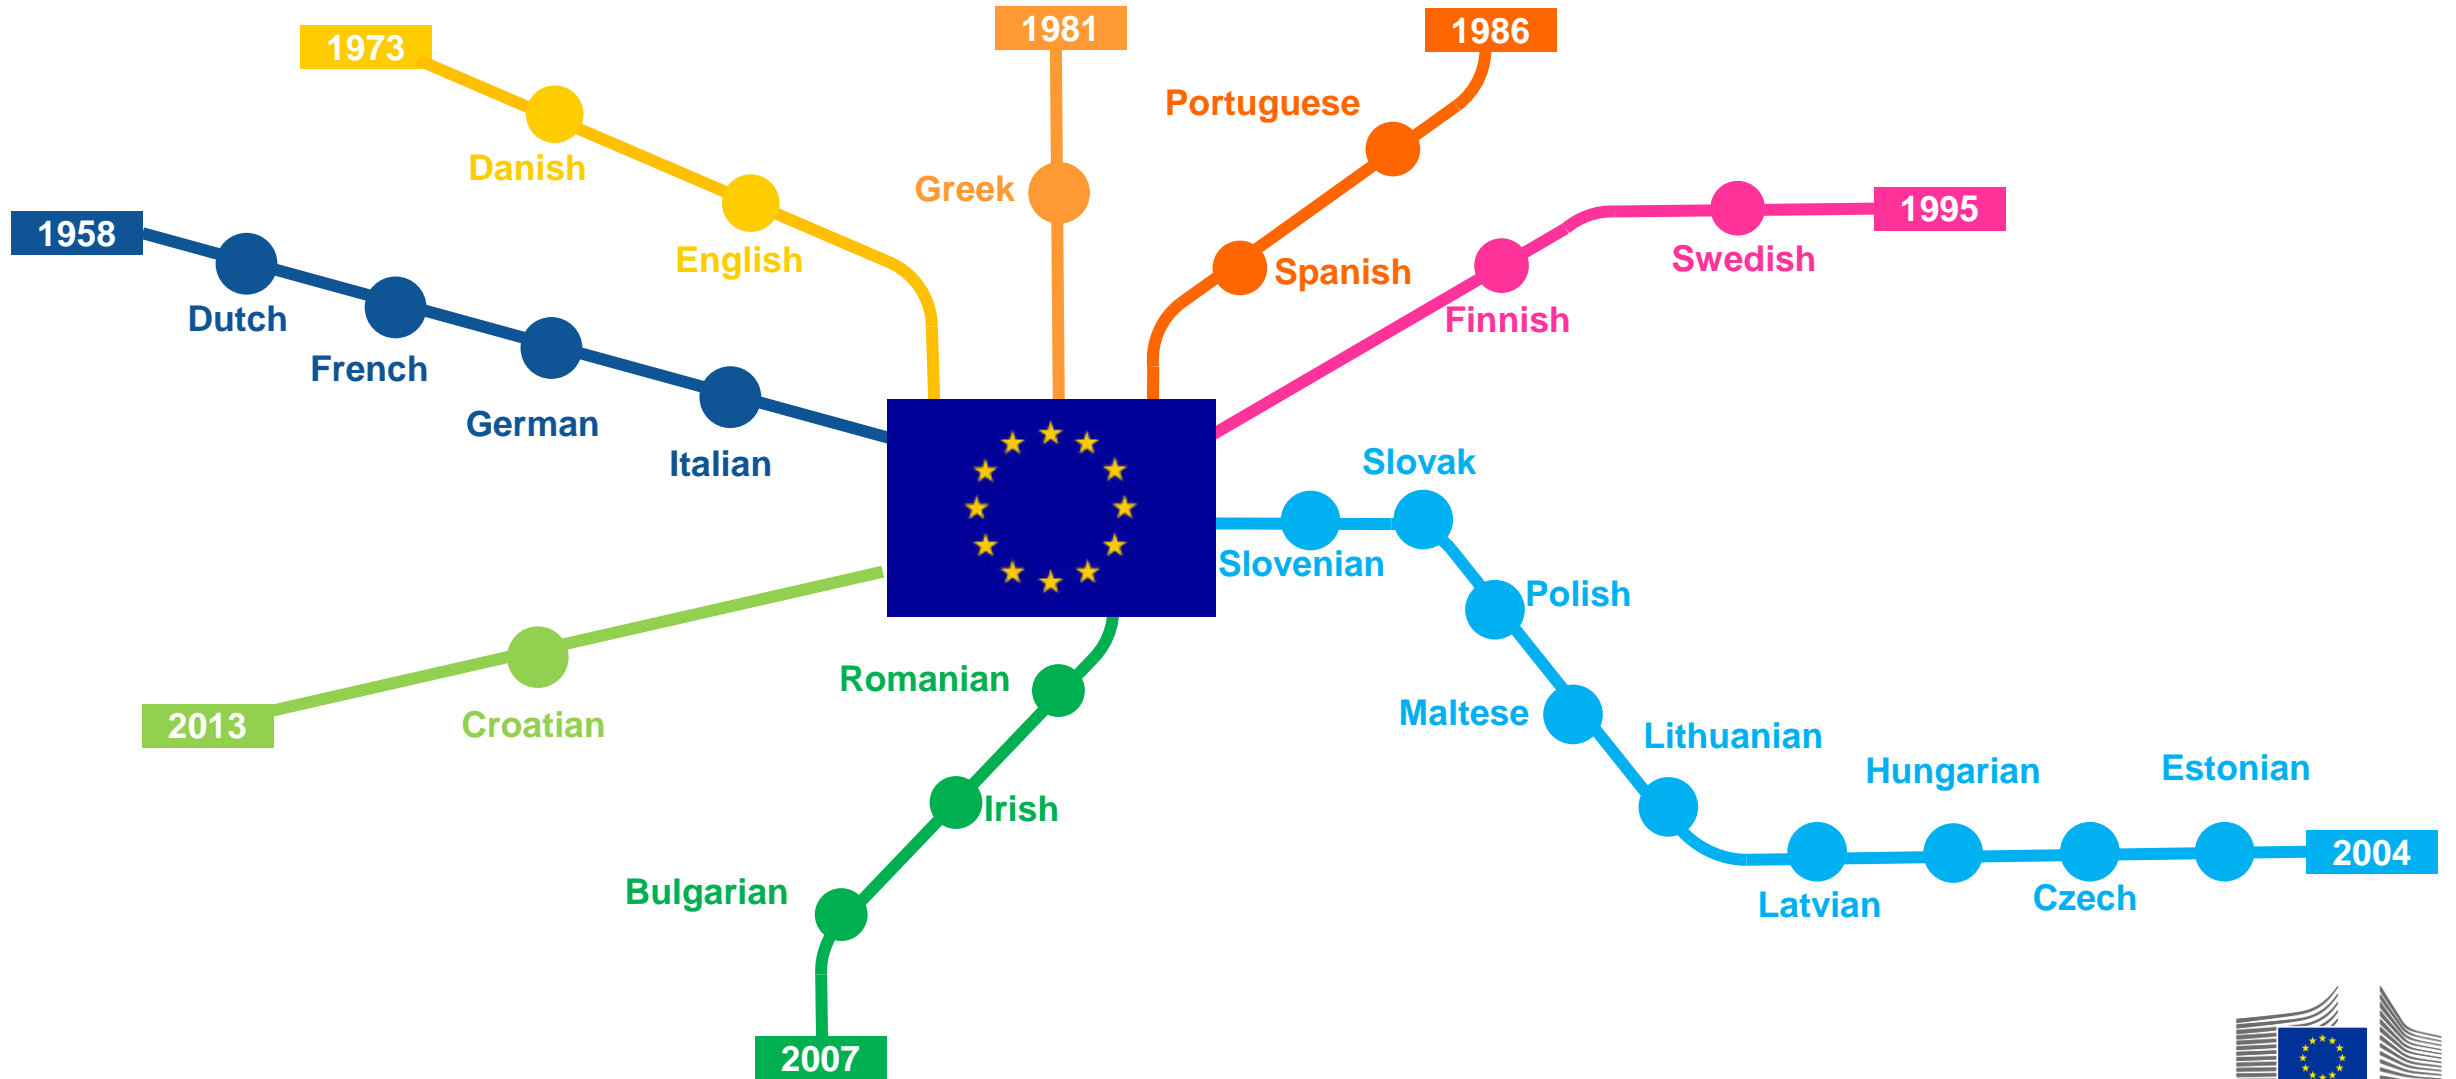 1973
1981
1986
Portuguese
Danish
Greek
1995
1958
English
Spanish
Swedish
Dutch
Finnish
French
German
Italian
Slovak
Slovenian
Polish
Romanian
Maltese
2013
Croatian
Lithuanian
Hungarian
Estonian
Irish
2004
Bulgarian
Latvian
Czech
2007